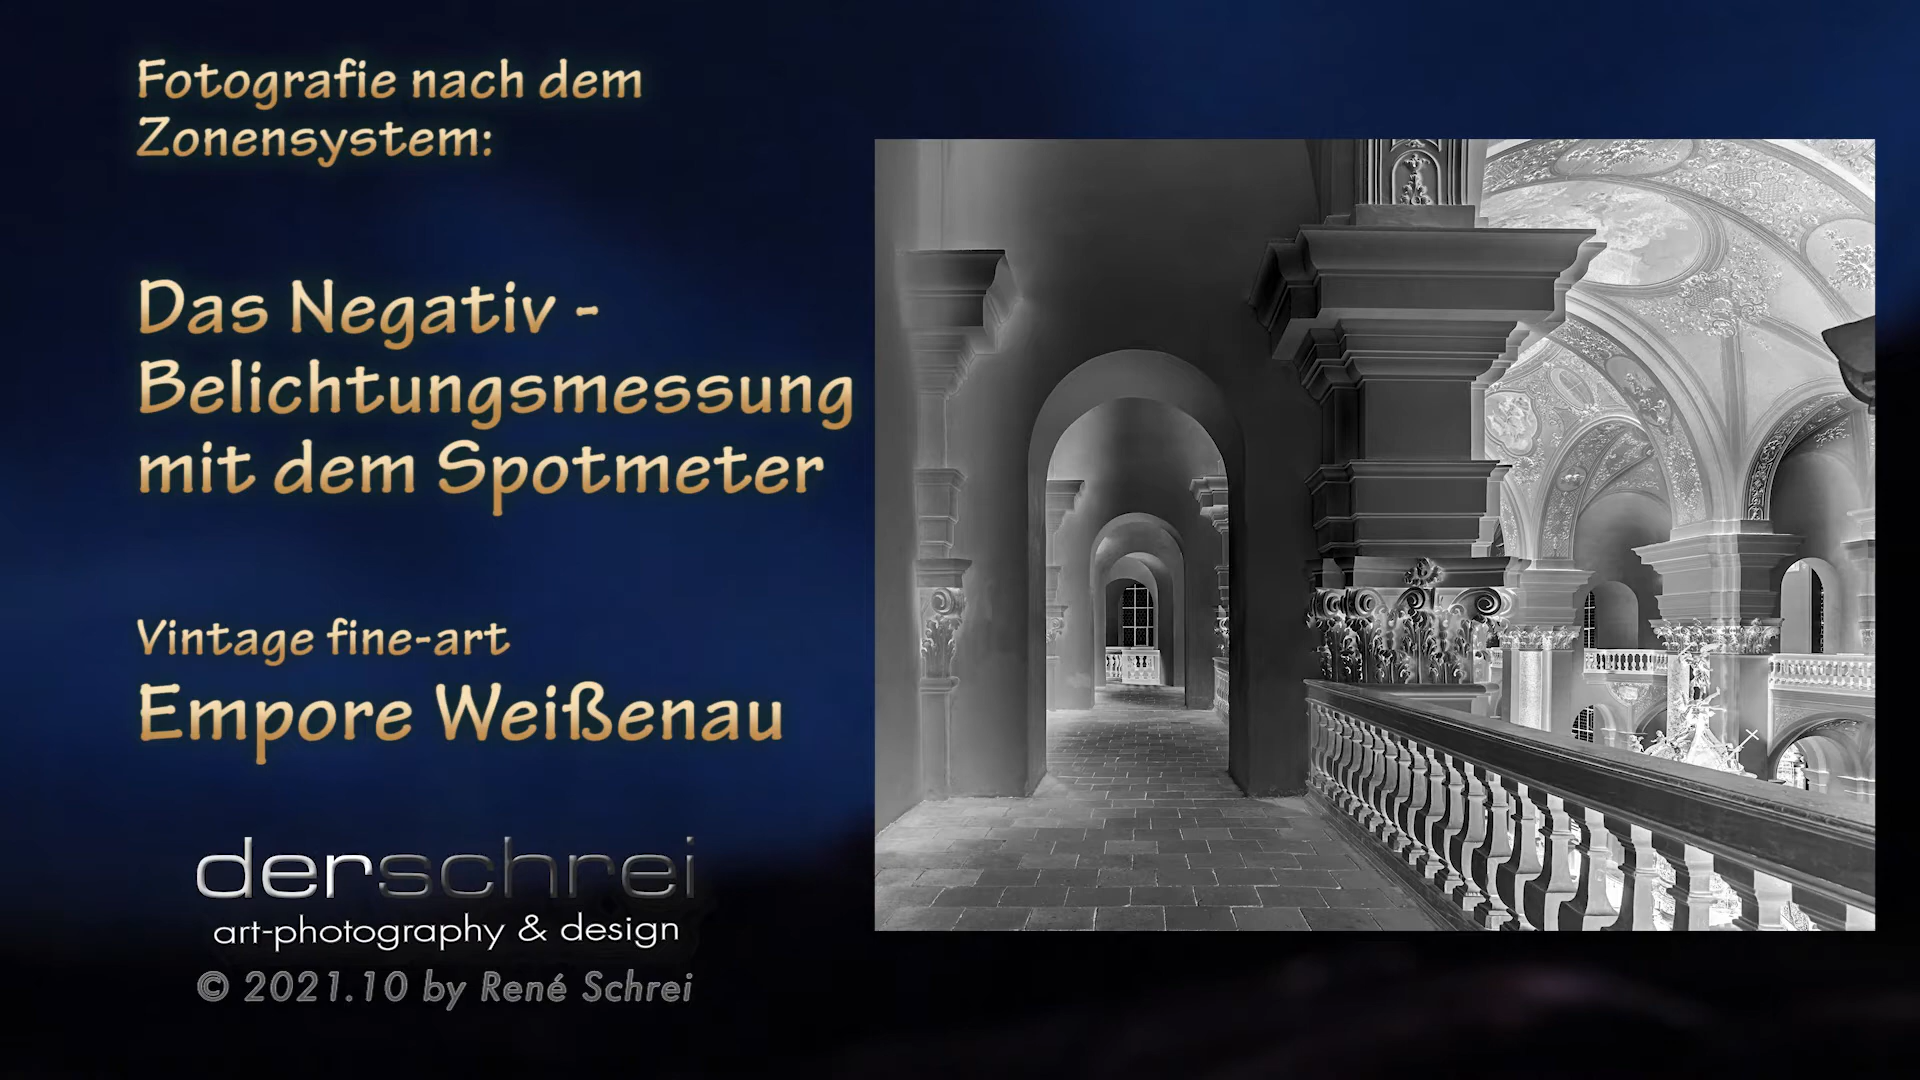 Fotografie nach dem
Zonensystem:
Das Negativ -
Belichtungsmessung
mit dem Spotmeter
Vintage fine-art
Empore Weißenau
derschrei
art-photography & design
© 2021.10 by René Schrei